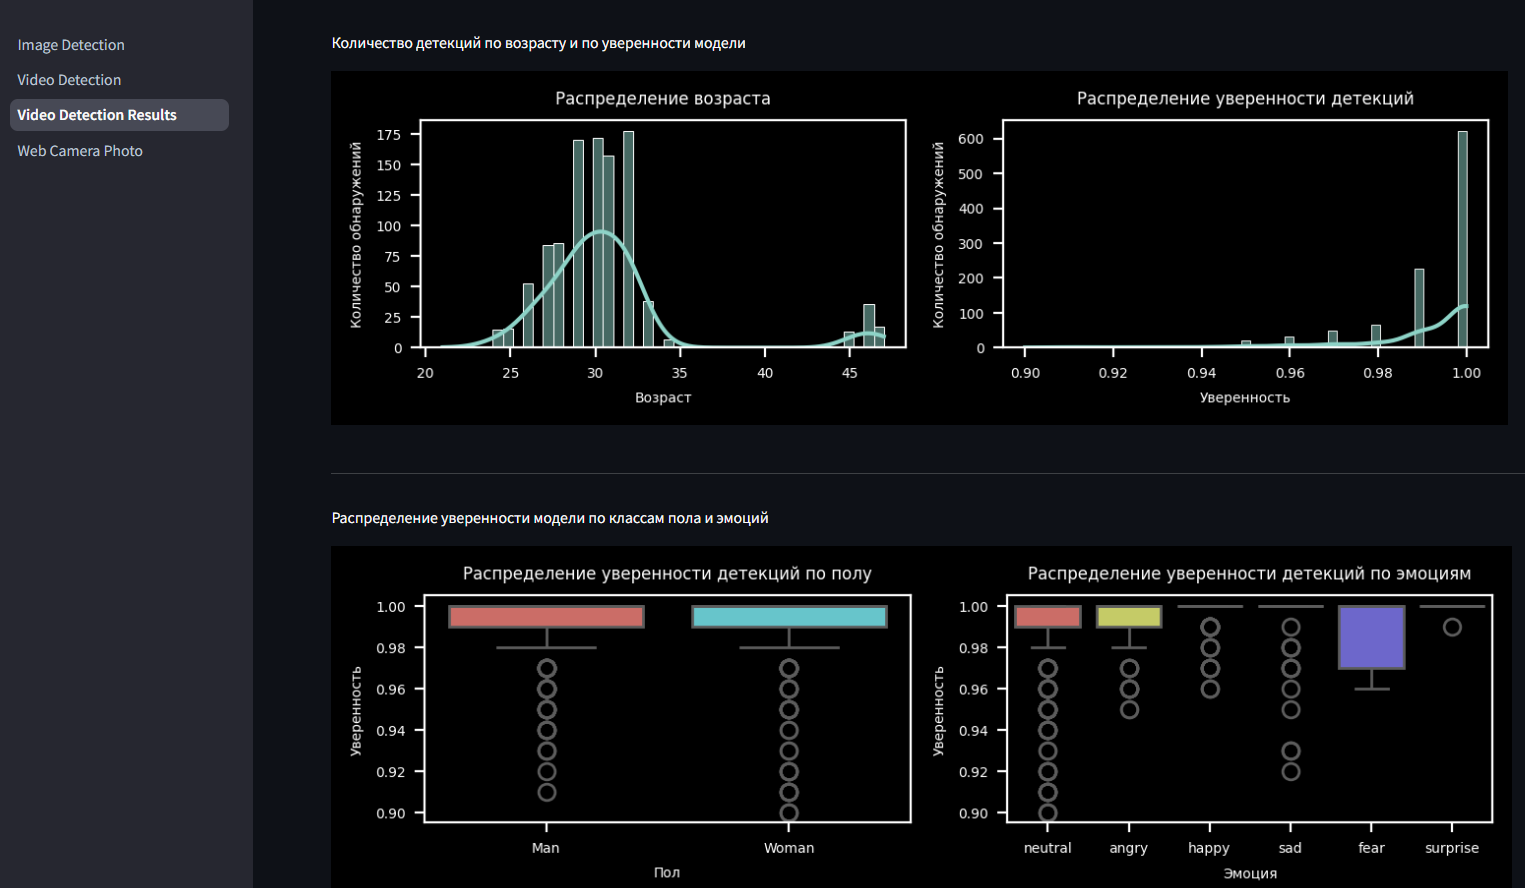 Image Detection
Video Detection
Video Detection Results
Web Camera Photo
Количество детекций по возрасту и по уверенности модели
Распределение возраста
Количество обнаружений
175
150
125
100
75
50
25
0
20 25 30 35 40 45
Возраст
Распределение уверенности детекций
Количество обнаружений
600
500
400
300
200
100
0
0.90 0.92 0.94 0.96 0.98 1.00
Уверенность
Распределение уверенности модели по классам пола и эмоций
Распределение уверенности детекций по полу
Уверенность
1.00
0.98
0.96
0.94
0.92
0.90
Man Woman
Пол
Распределение уверенности детекций по эмоциям
Уверенность
1.00
0.98
0.96
0.94
0.92
0.90
neutral angry happy sad fear surprise
Эмоция